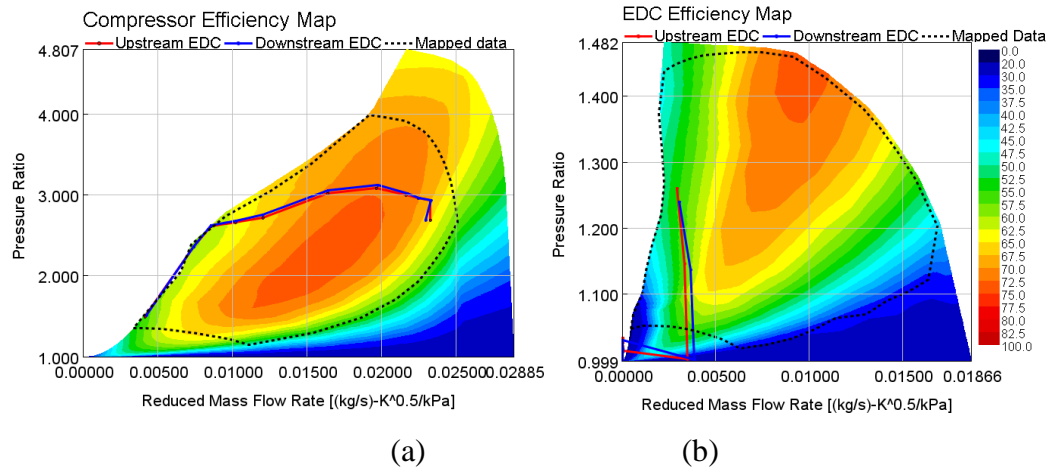 Compressor Efficiency Map
Upstream EDC Downstream EDC Mapped data
4.807
4.000
3.000
2.000
1.000
Pressure Ratio
0.00000 0.00500 0.01000 0.01500 0.02000 0.02500 0.02885
Reduced Mass Flow Rate [(kg/s)-K^0.5/kPa]
(a)
EDC Efficiency Map
Upstream EDC Downstream EDC Mapped Data
1.482
1.400
1.300
1.200
1.100
0.999
Pressure Ratio
0.00000 0.00500 0.01000 0.01500 0.01866
Reduced Mass Flow Rate [(kg/s)-K^0.5/kPa]
0.0
20.0
30.0
35.0
37.5
40.0
42.5
45.0
47.5
50.0
52.5
55.0
57.5
60.0
62.5
65.0
67.5
70.0
72.5
75.0
77.5
82.5
100.0
(b)